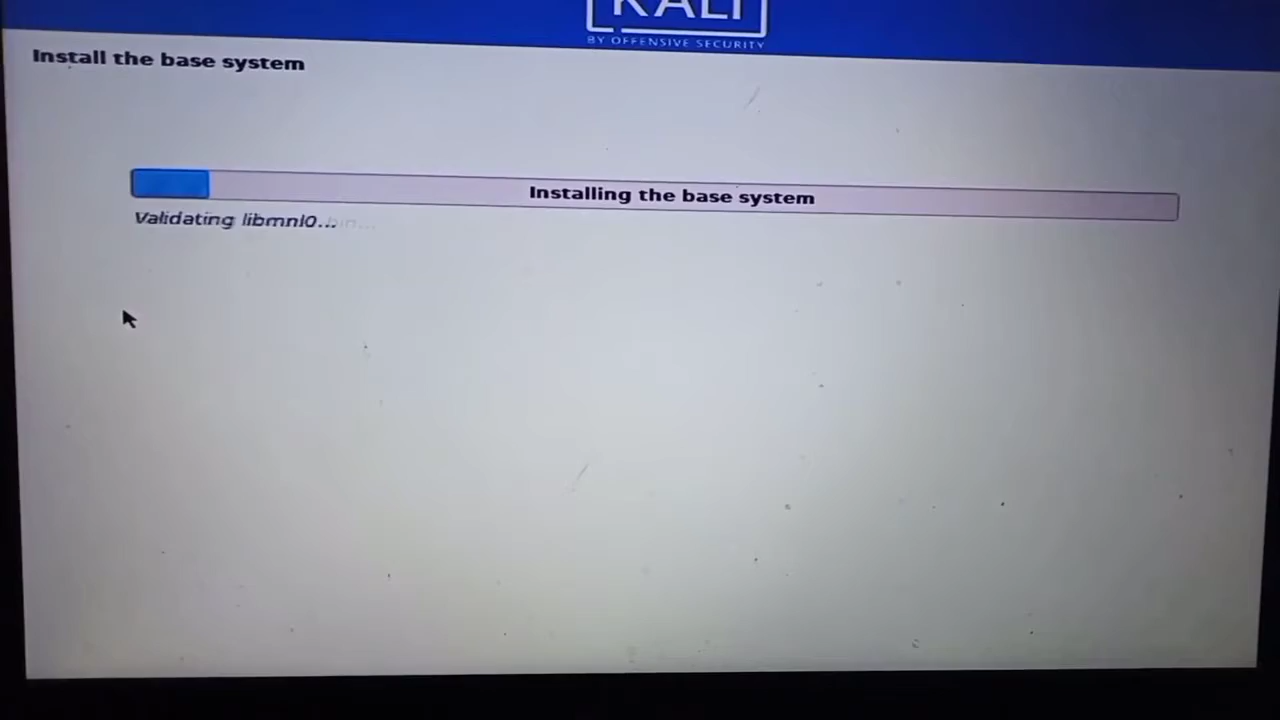 KALI
BY OFFENSIVE SECURITY
Install the base system
Installing the base system
Validating libmnl0...